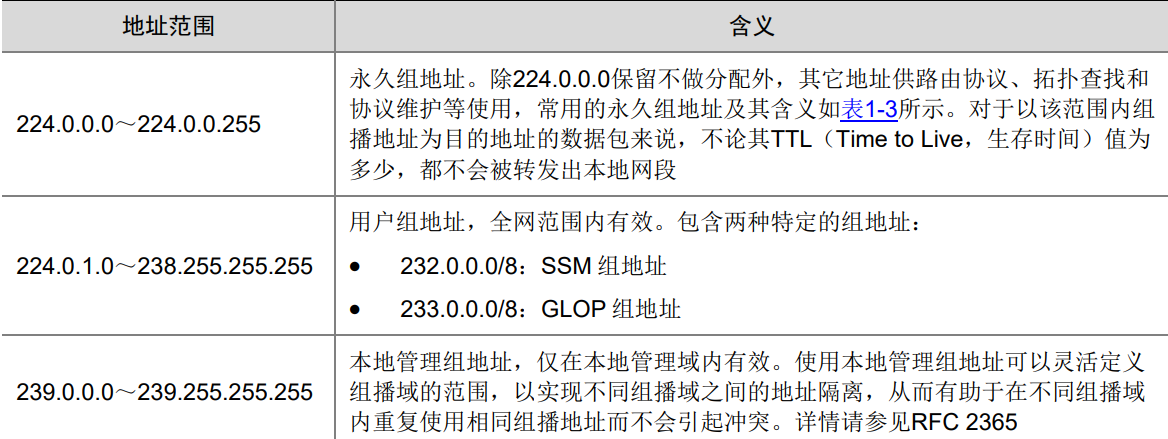 地址范围
含义
224.0.0.0～224.0.0.255
永久组地址。除224.0.0.0保留不做分配外，其它地址供路由协议、拓扑查找和
协议维护等使用，常用的永久组地址及其含义如表1-3所示。对于以该范围内组
播地址为目的地址的数据包来说，不论其TTL（Time to Live，生存时间）值为
多少，都不会被转发出本地网段
224.0.1.0～238.255.255.255
用户组地址，全网范围内有效。包含两种特定的组地址：
● 232.0.0.0/8：SSM 组地址
● 233.0.0.0/8：GLOP 组地址
239.0.0.0～239.255.255.255
本地管理组地址，仅在本地管理域内有效。使用本地管理组地址可以灵活定义
组播域的范围，以实现不同组播域之间的地址隔离，从而有助于在不同组播域
内重复使用相同组播地址而不会引起冲突。详情请参见RFC 2365